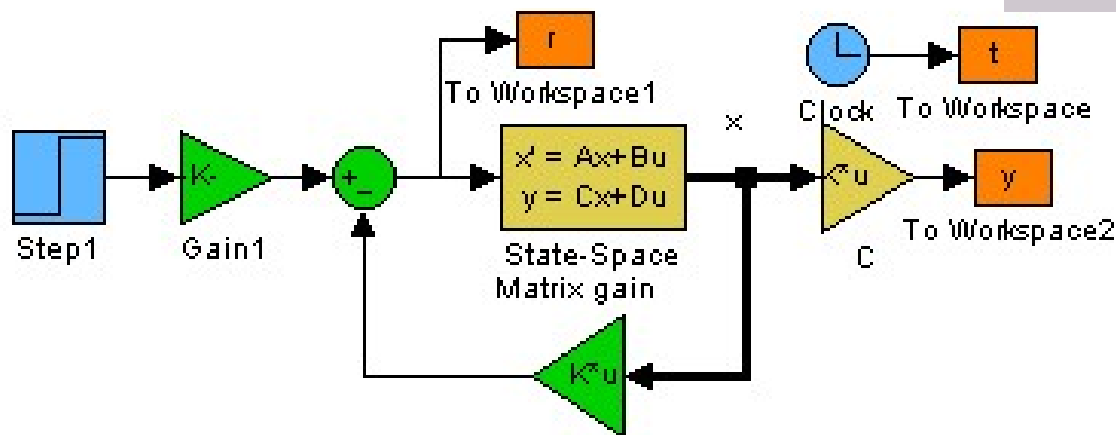 r
To Workspace1
t
Clock
To Workspace
x
Step1
K-
Gain1
+
-
x' = Ax+Bu
y = Cx+Du
State-Space
Matrix gain
K*u
C
y
To Workspace2
K*u